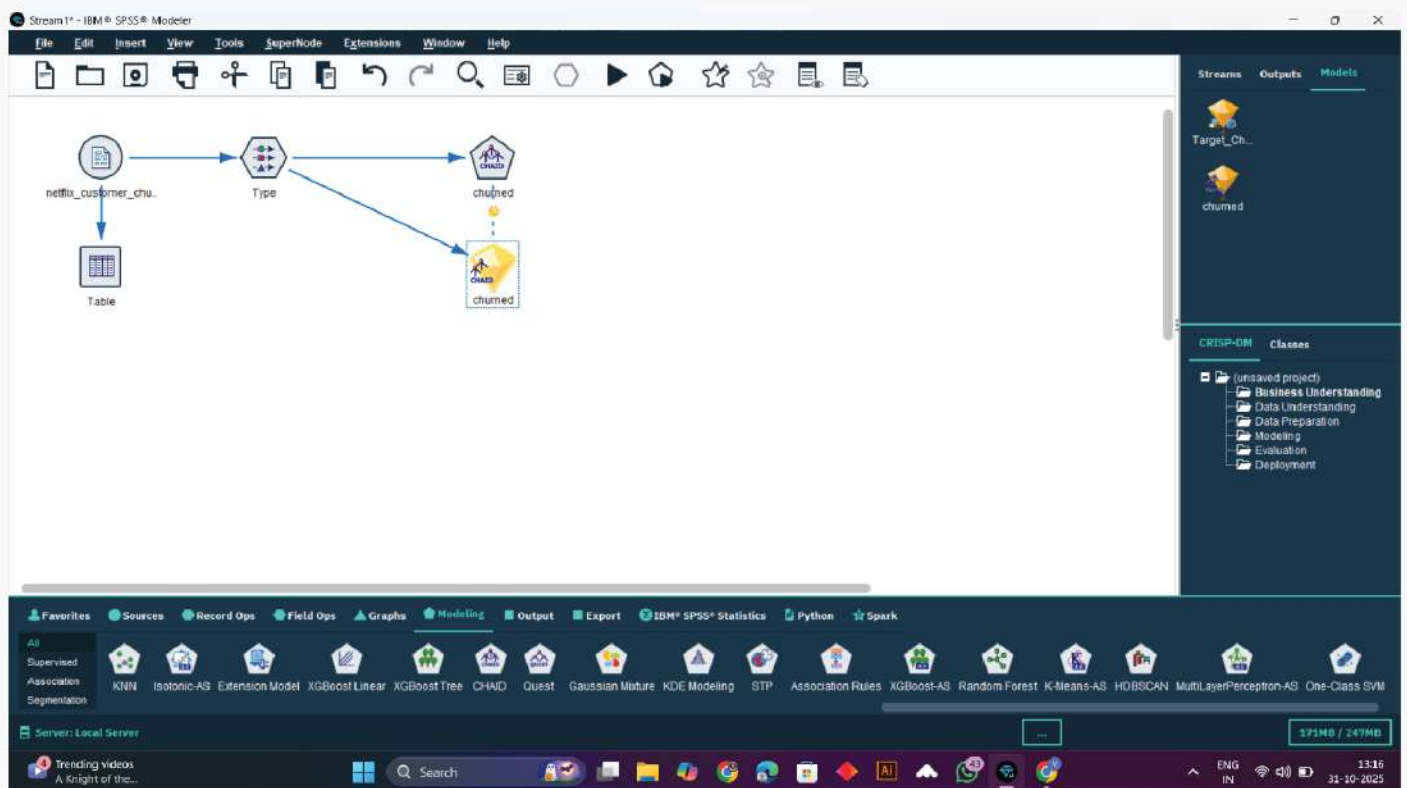 Stream1* - IBM® SPSS® Modeler
File Edit Insert View Tools SuperNode Extensions Window Help
Streams Outputs Models
Target_Ch...
churned
netflix_customer_chu..
Type
CHAID
churned
Table
CHAID
churned
CRISP-DM Classes
(unsaved project)
Business Understanding
Data Understanding
Data Preparation
Modeling
Evaluation
Deployment
Favorites Sources Record Ops Field Ops Graphs Modeling Output Export IBM® SPSS® Statistics Python Spark
All
Supervised
Association
Segmentation
KNN Isotonic-AS Extension Model XGBoost Linear XGBoost Tree CHAID Quest Gaussian Mixture KDE Modeling STP Association Rules XGBoost-AS Random Forest K-Means-AS HDBSCAN MultiLayerPerceptron-AS One-Class SVM
Server: Local Server
...
171MB / 247MB
4
Trending videos
A Knight of the...
Search
Ai
43
ENG
IN
13:16
31-10-2025